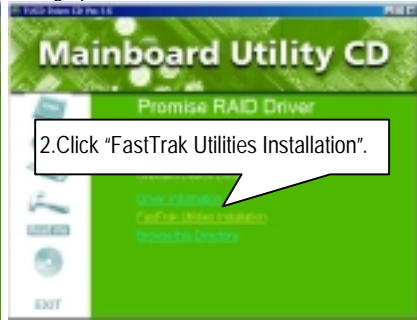 Mainboard Utility CD
Promise RAID Driver
2.Click “FastTrak Utilities Installation”.
Driver Information
FastTrak Utilities Installation
Browse this Directory
EXIT